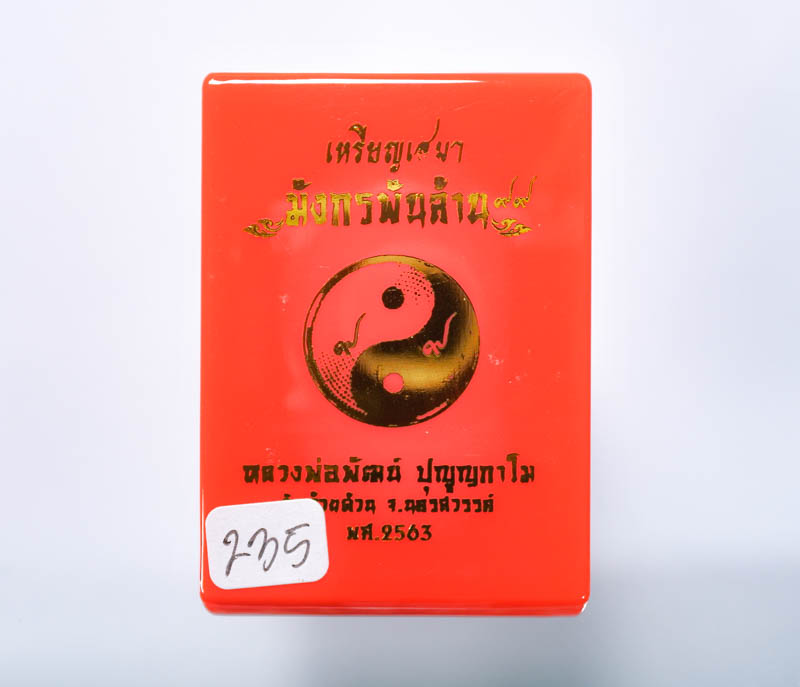 เหรียญเสมา
มังกรพันล้าน ๙๙
๙ ๙
หลวงพ่อพัฒน์ ปุญฺญกาโม
จ.นครสวรรค์
พศ.2563
235